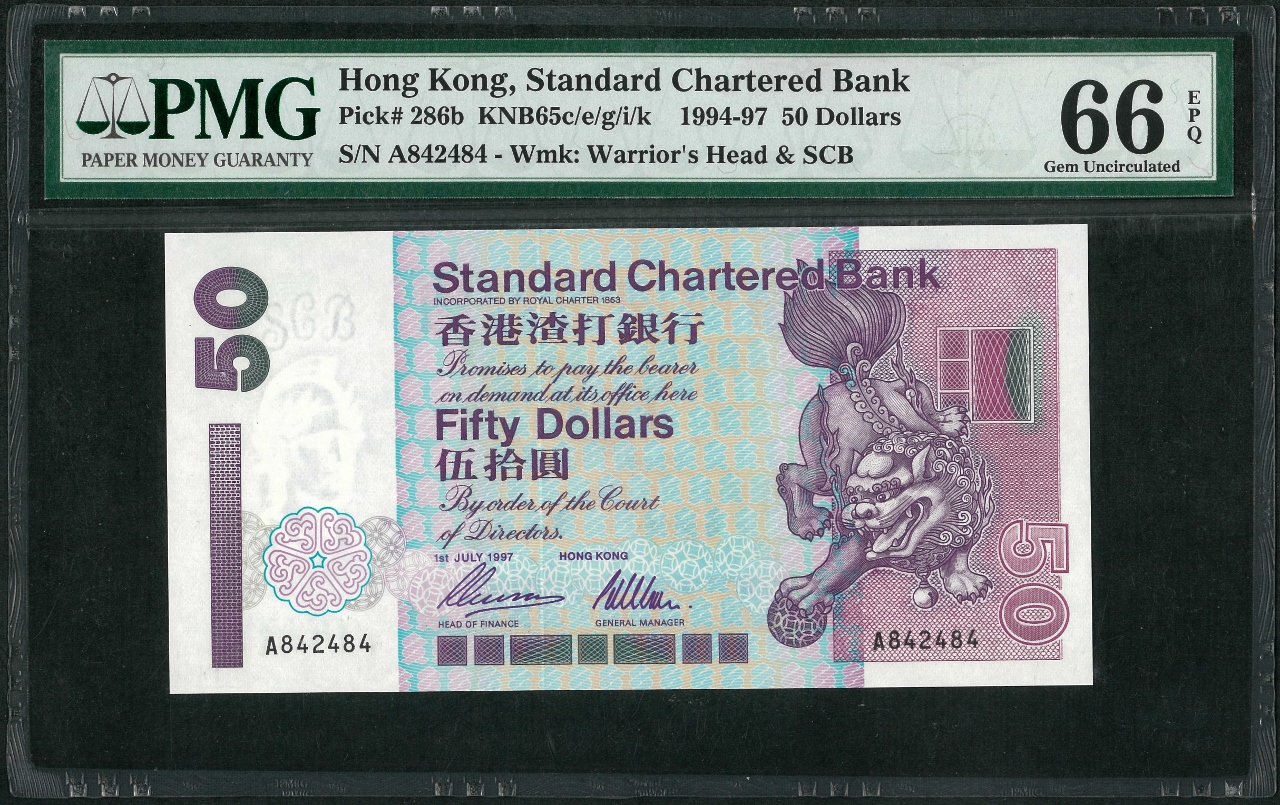 PMG
PAPER MONEY GUARANTY
Hong Kong, Standard Chartered Bank
Pick# 286b KNB65c/e/g/i/k 1994-97 50 Dollars
S/N A842484 - Wmk: Warrior's Head & SCB
66 EPQ
Gem Uncirculated
50
SCB
Standard Chartered Bank
INCORPORATED BY ROYAL CHARTER 1853
香港渣打銀行
Promises to pay the bearer
on demand at its office here
Fifty Dollars
伍拾圓
By order of the Court
of Directors.
1st JULY 1997 HONG KONG
HEAD OF FINANCE GENERAL MANAGER
A842484
A842484
50